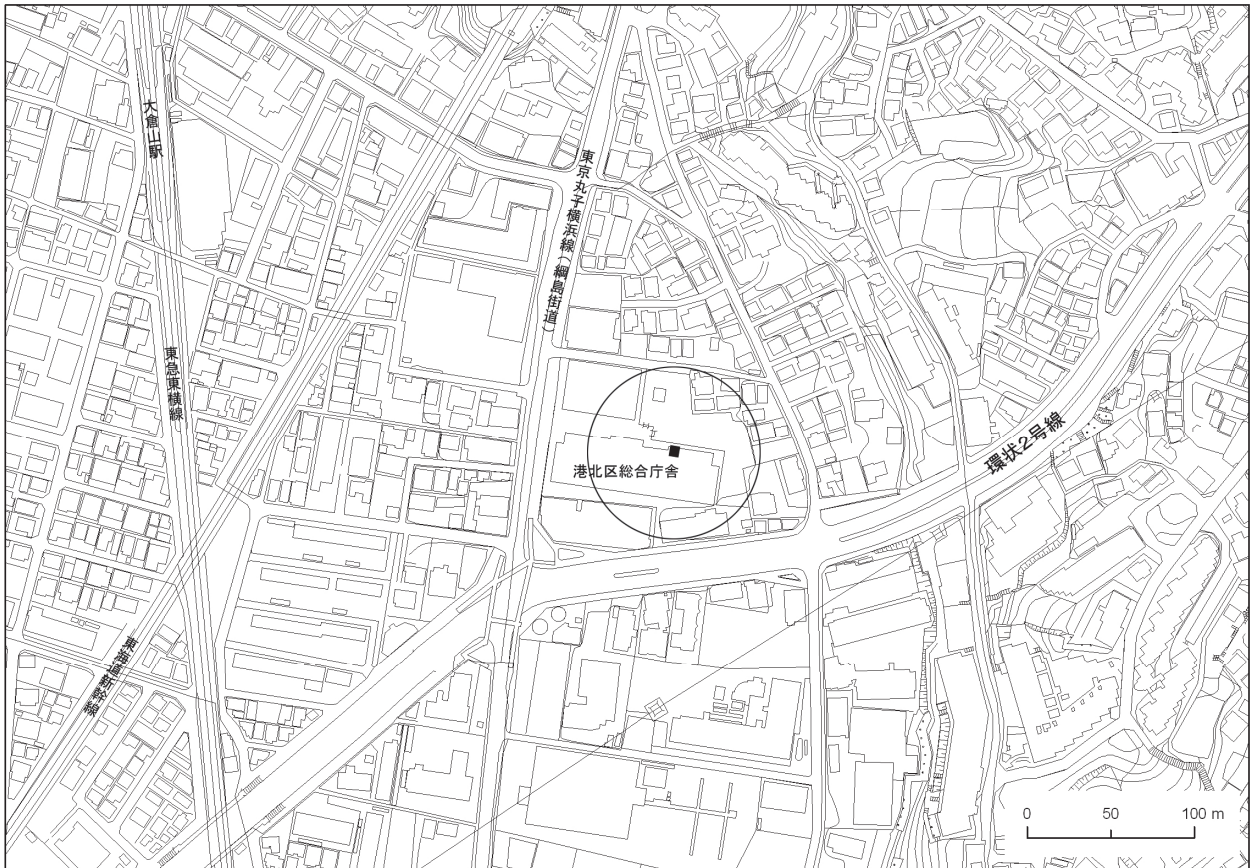 大倉山駅
東京丸子横浜線（綱島街道）
東急東横線
港北区総合庁舎
環状2号線
東海道新幹線
0 50 100 m